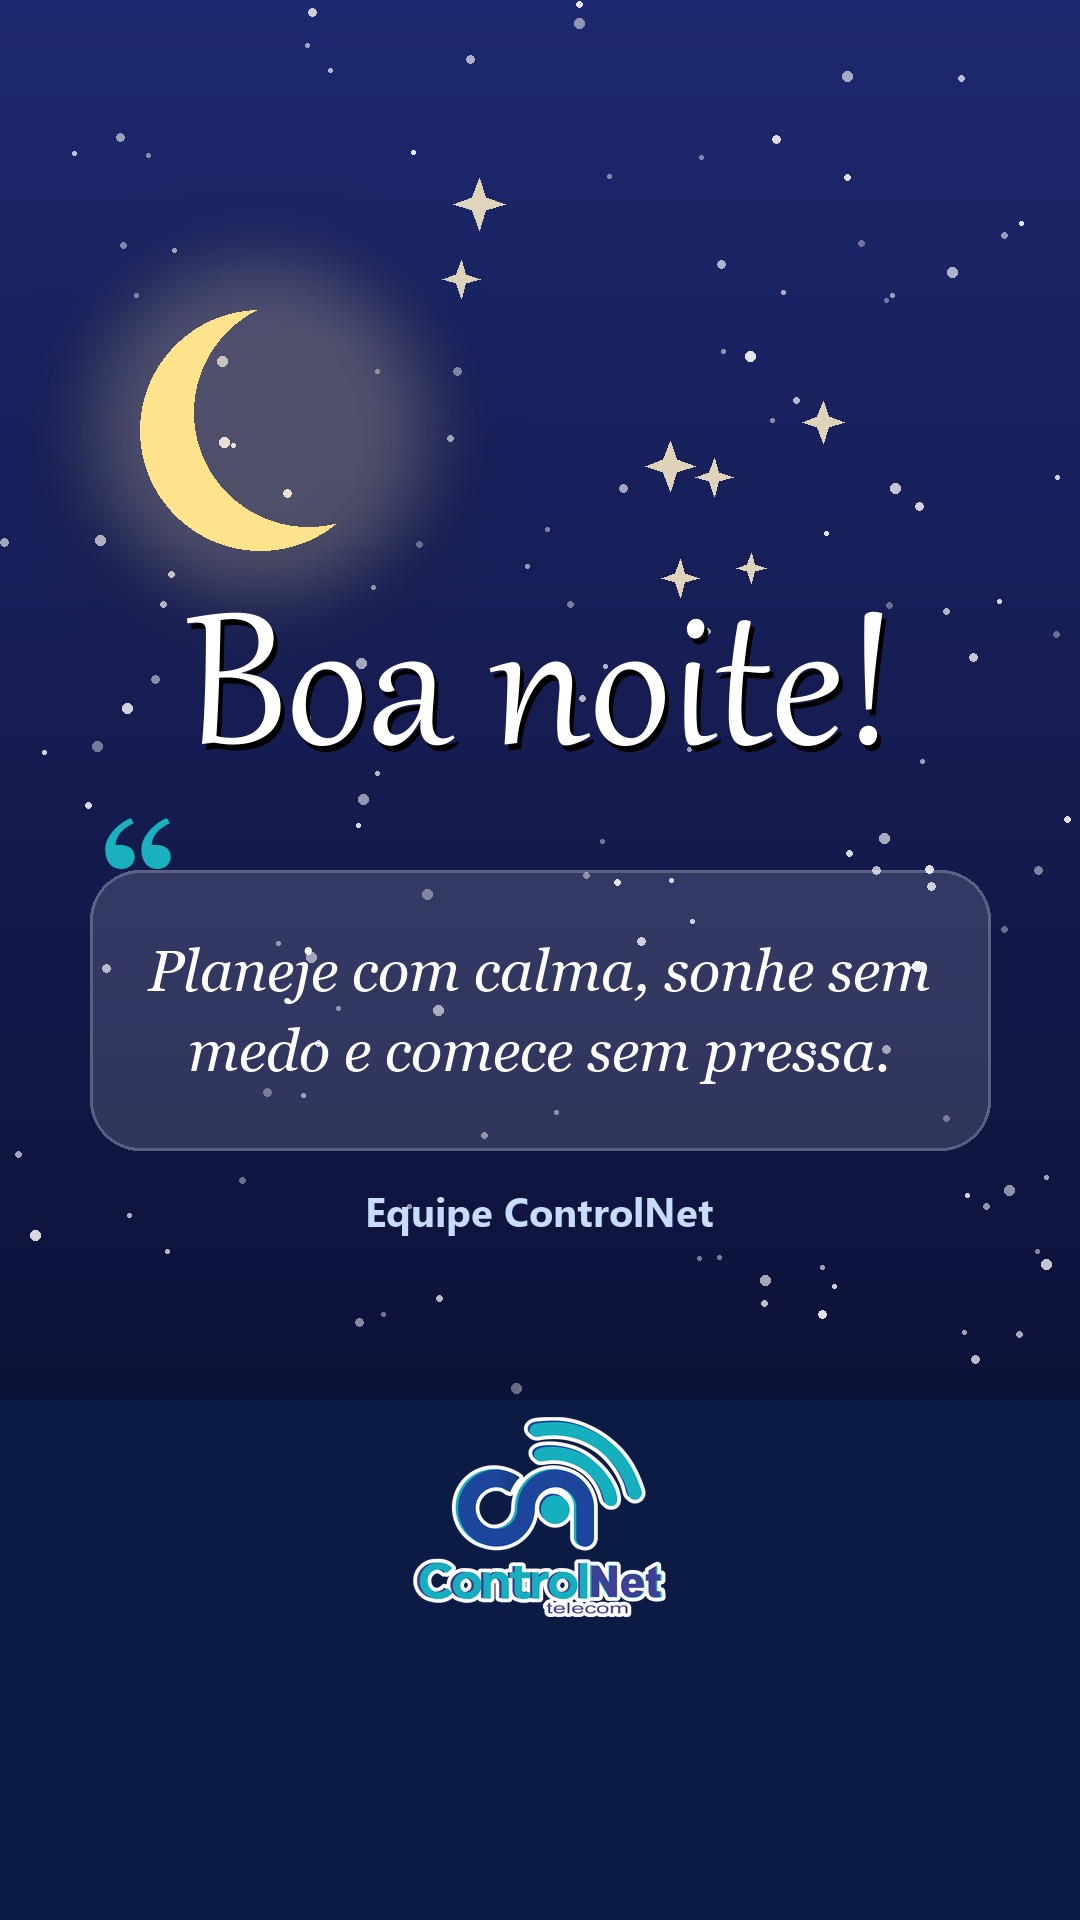 Boa noite!
“
Planeje com calma, sonhe sem
medo e comece sem pressa.
Equipe ControlNet
ControlNet
telecom